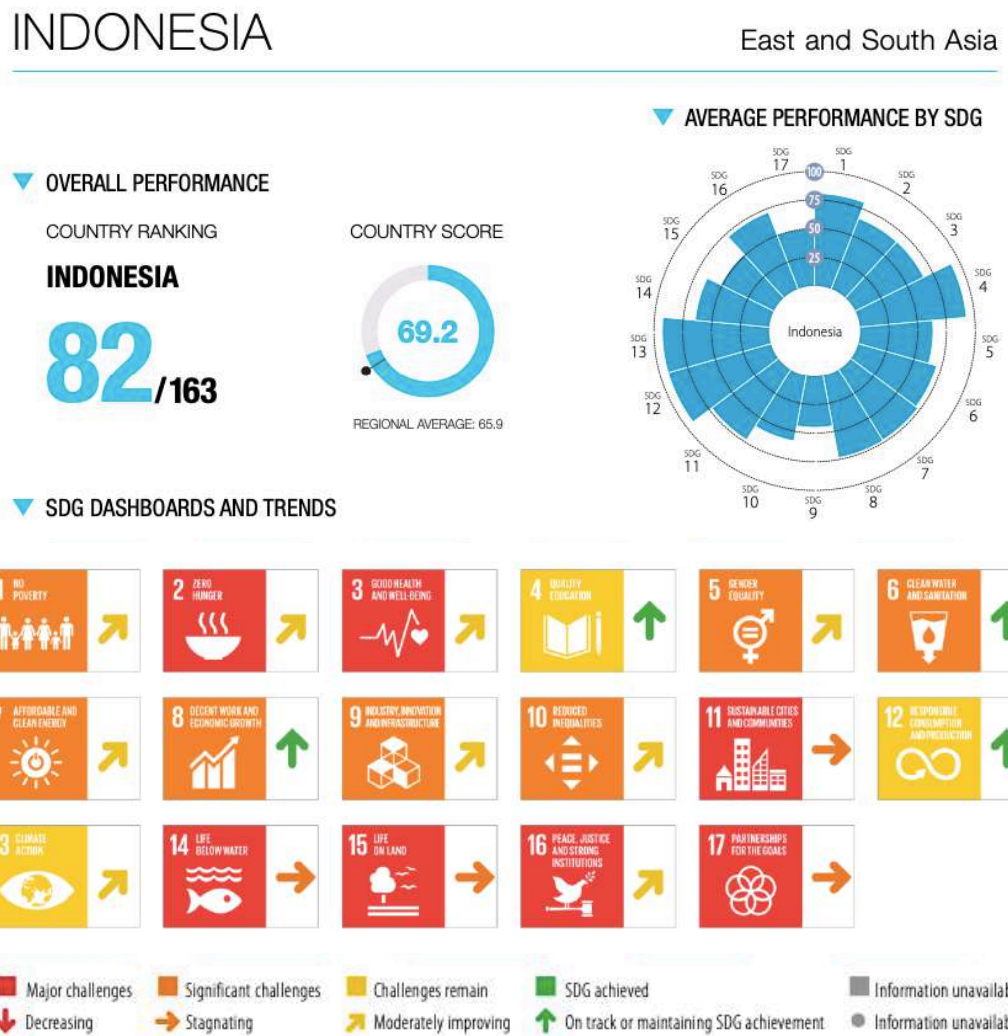 INDONESIA
East and South Asia
AVERAGE PERFORMANCE BY SDG
OVERALL PERFORMANCE
COUNTRY RANKING
INDONESIA
82/163
COUNTRY SCORE
69.2
REGIONAL AVERAGE: 65.9
SDG
1
SDG
2
SDG
3
SDG
4
SDG
5
SDG
6
SDG
7
SDG
8
SDG
9
SDG
10
SDG
11
SDG
12
SDG
13
SDG
14
SDG
15
SDG
16
SDG
17
100
75
50
25
Indonesia
SDG DASHBOARDS AND TRENDS
NO
POVERTY
2 ZERO
HUNGER
3 GOOD HEALTH
AND WELL-BEING
4 QUALITY
EDUCATION
5 GENDER
EQUALITY
6 CLEAN WATER
AND SANITATION
AFFORDABLE AND
CLEAN ENERGY
8 DECENT WORK AND
ECONOMIC GROWTH
9 INDUSTRY, INNOVATION
AND INFRASTRUCTURE
10 REDUCED
INEQUALITIES
11 SUSTAINABLE CITIES
AND COMMUNITIES
12 RESPONSIBLE
CONSUMPTION
AND PRODUCTION
3 CLIMATE
ACTION
14 LIFE
BELOW WATER
15 LIFE
ON LAND
16 PEACE, JUSTICE
AND STRONG
INSTITUTIONS
17 PARTNERSHIPS
FOR THE GOALS
Major challenges
Significant challenges
Challenges remain
SDG achieved
Information unavailab
Decreasing
Stagnating
Moderately improving
On track or maintaining SDG achievement
Information unavailab